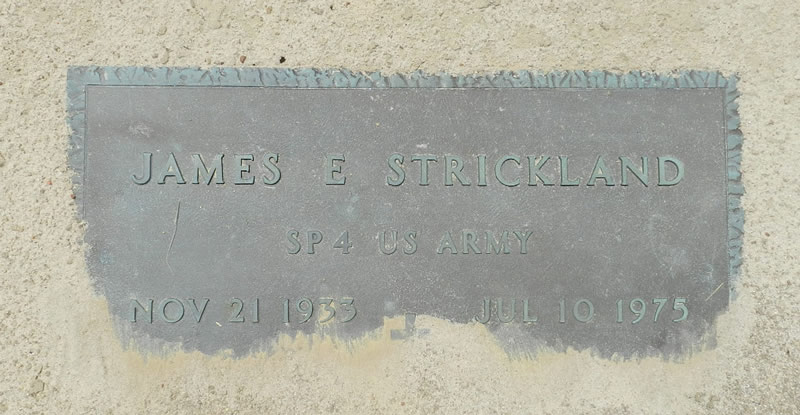 JAMES E STRICKLAND
SP4 US ARMY
NOV 21 1933 JUL 10 1975